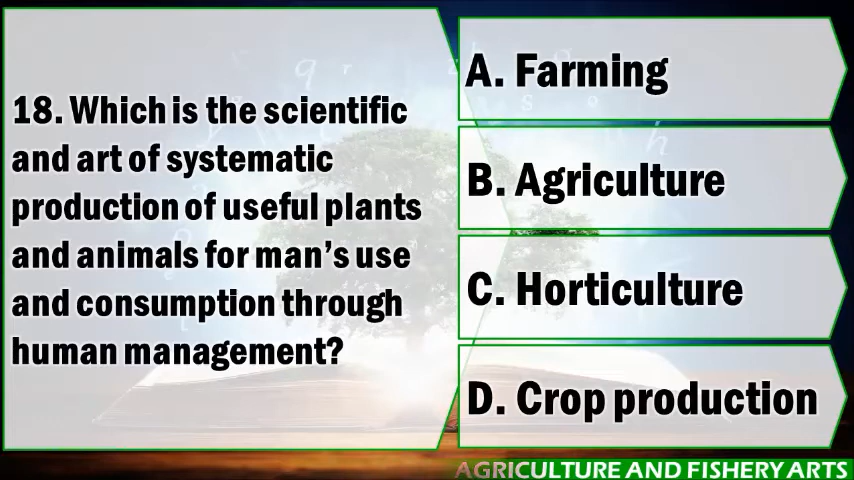 18. Which is the scientific
and art of systematic
production of useful plants
and animals for man's use
and consumption through
human management?
A. Farming
B. Agriculture
C. Horticulture
D. Crop production
AGRICULTURE AND FISHERY ARTS